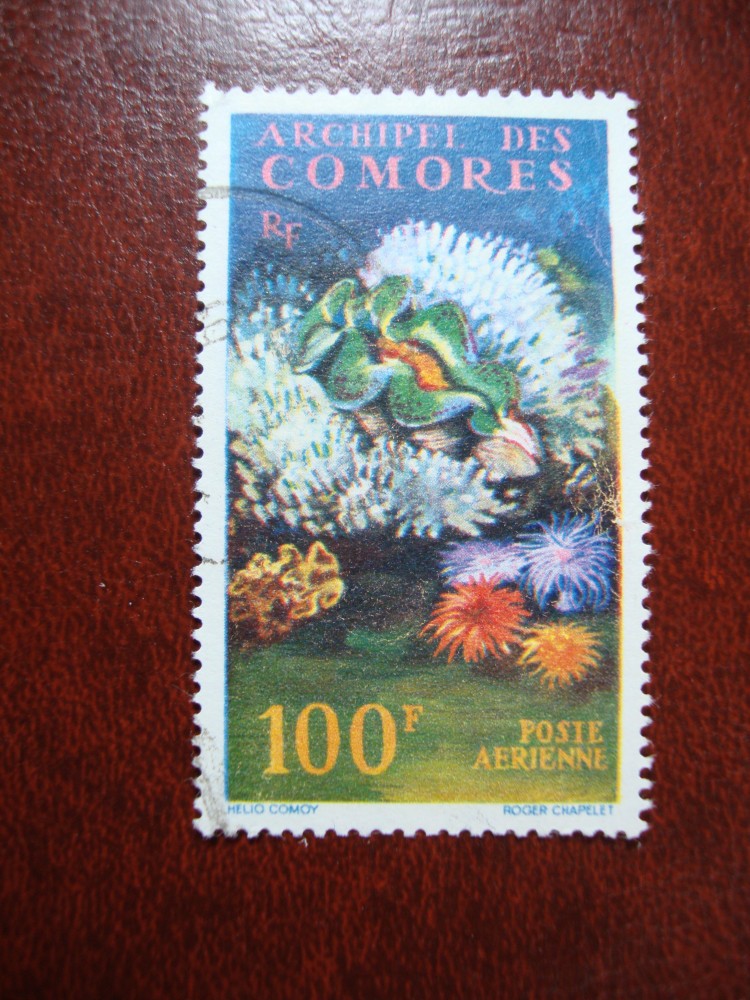 ARCHIPEL DES
COMORES
RF
100F
POSTE
AERIENNE
HELIO COMOY
ROGER CHAPELET